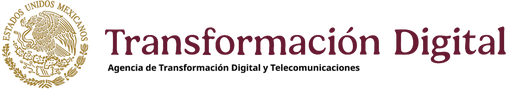 ESTADOS UNIDOS MEXICANOS
Transformación Digital
Agencia de Transformación Digital y Telecomunicaciones